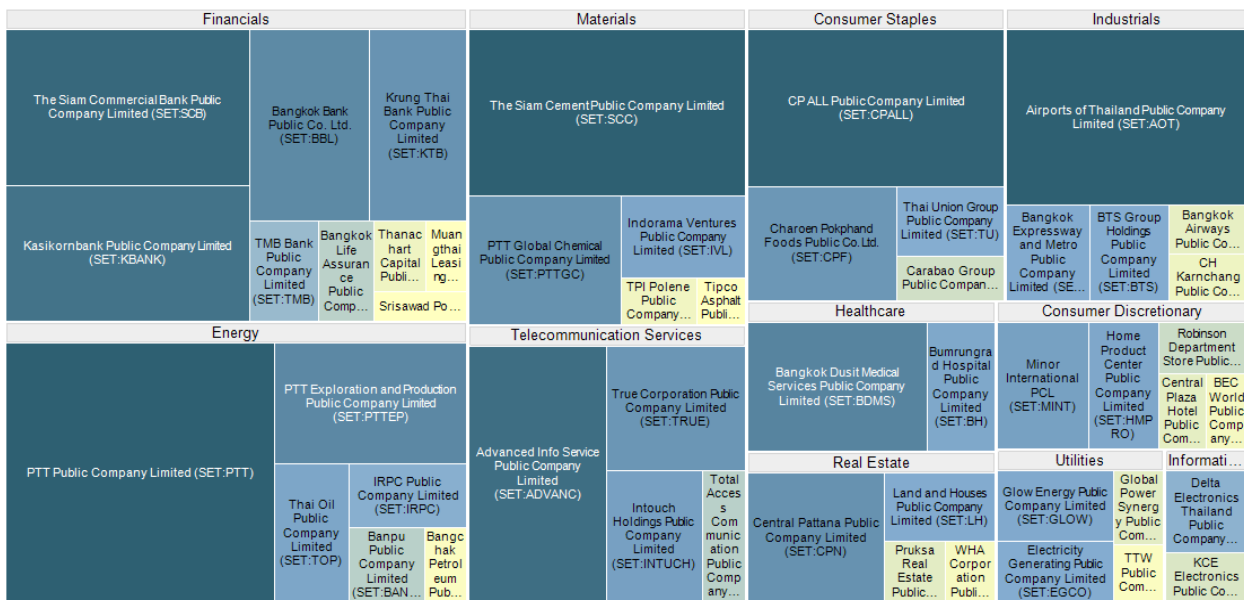 Financials
The Siam Commercial Bank Public
Company Limited (SET:SCB)
Kasikornbank Public Company Limited
(SET:KBANK)
Bangkok Bank
Public Co. Ltd.
(SET:BBL)
Krung Thai
Bank Public
Company
Limited
(SET:KTB)
TMB Bank
Public
Company
Limited
(SET:TMB)
Bangkok
Life
Assuran
ce
Public
Comp...
Thanac
hart
Capital
Publi...
Muan
gthai
Leasi
ng...
Srisawad Po...
Materials
The Siam Cement Public Company Limited
(SET:SCC)
PTT Global Chemical
Public Company Limited
(SET:PTTGC)
Indorama Ventures
Public Company
Limited (SET:IVL)
TPI Polene
Public
Company...
Tipco
Asphalt
Publi...
Consumer Staples
CP ALL Public Company Limited
(SET:CPALL)
Charoen Pokphand
Foods Public Co. Ltd.
(SET:CPF)
Thai Union Group
Public Company
Limited (SET:TU)
Carabao Group
Public Compan...
Industrials
Airports of Thailand Public Company
Limited (SET:AOT)
Bangkok
Expressway
and Metro
Public
Company
Limited (SE...
BTS Group
Holdings
Public
Company
Limited
(SET:BTS)
Bangkok
Airways
Public Co...
CH
Karnchang
Public Co...
Energy
PTT Public Company Limited (SET:PTT)
PTT Exploration and Production
Public Company Limited
(SET:PTTEP)
Thai Oil
Public
Company
Limited
(SET:TOP)
IRPC Public
Company Limited
(SET:IRPC)
Banpu
Public
Company
Limited
(SET:BAN...
Bangc
hak
Petrol
eum
Pub...
Telecommunication Services
Advanced Info Service
Public Company
Limited
(SET:ADVANC)
True Corporation Public
Company Limited
(SET:TRUE)
Intouch
Holdings Public
Company
Limited
(SET:INTUCH)
Total
Acces
s
Com
munic
ation
Public
Comp
any...
Healthcare
Bangkok Dusit Medical
Services Public Company
Limited (SET:BDMS)
Bumrungra
d Hospital
Public
Company
Limited
(SET:BH)
Consumer Discretionary
Minor
International
PCL
(SET:MINT)
Home
Product
Center
Public
Company
Limited
(SET:HMP
RO)
Robinson
Department
Store Public...
Central
Plaza
Hotel
Public
Com...
BEC
World
Public
Comp
any...
Real Estate
Central Pattana Public
Company Limited
(SET:CPN)
Land and Houses
Public Company
Limited (SET:LH)
Pruksa
Real
Estate
Public...
WHA
Corpor
ation
Publi...
Utilities
Glow Energy Public
Company Limited
(SET:GLOW)
Electricity
Generating Public
Company Limited
(SET:EGCO)
Global
Power
Synerg
y Public
Com...
TTW
Public
Com...
Informati...
Delta
Electronics
Thailand
Public
Company...
KCE
Electronics
Public Co...